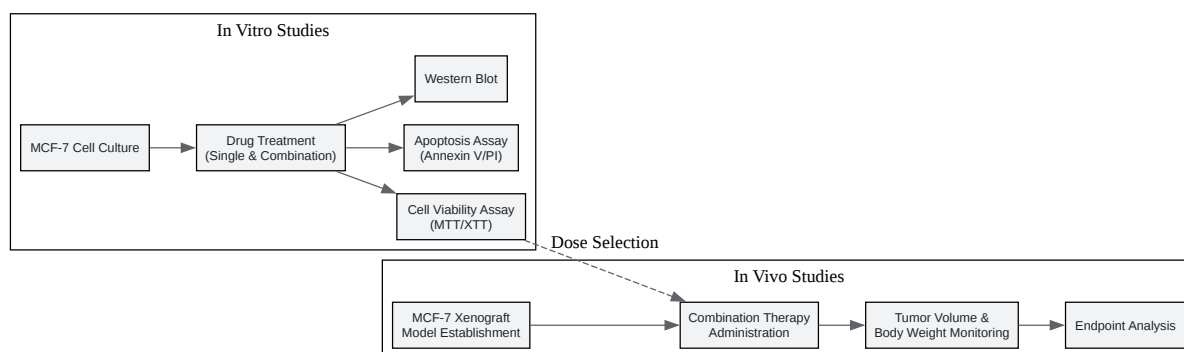 In Vitro Studies
Western Blot
MCF-7 Cell Culture
Drug Treatment
(Single & Combination)
Apoptosis Assay
(Annexin V/PI)
Cell Viability Assay
(MTT/XTT)
Dose Selection
In Vivo Studies
MCF-7 Xenograft
Model Establishment
Combination Therapy
Administration
Tumor Volume &
Body Weight Monitoring
Endpoint Analysis